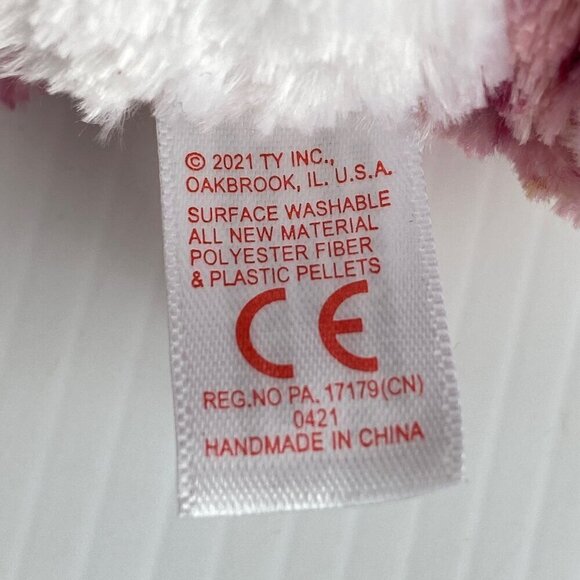 © 2021 TY INC.,
OAKBROOK, IL. U.S.A.
SURFACE WASHABLE
ALL NEW MATERIAL
POLYESTER FIBER
& PLASTIC PELLETS
CE
REG.NO PA. 17179(CN)
0421
HANDMADE IN CHINA